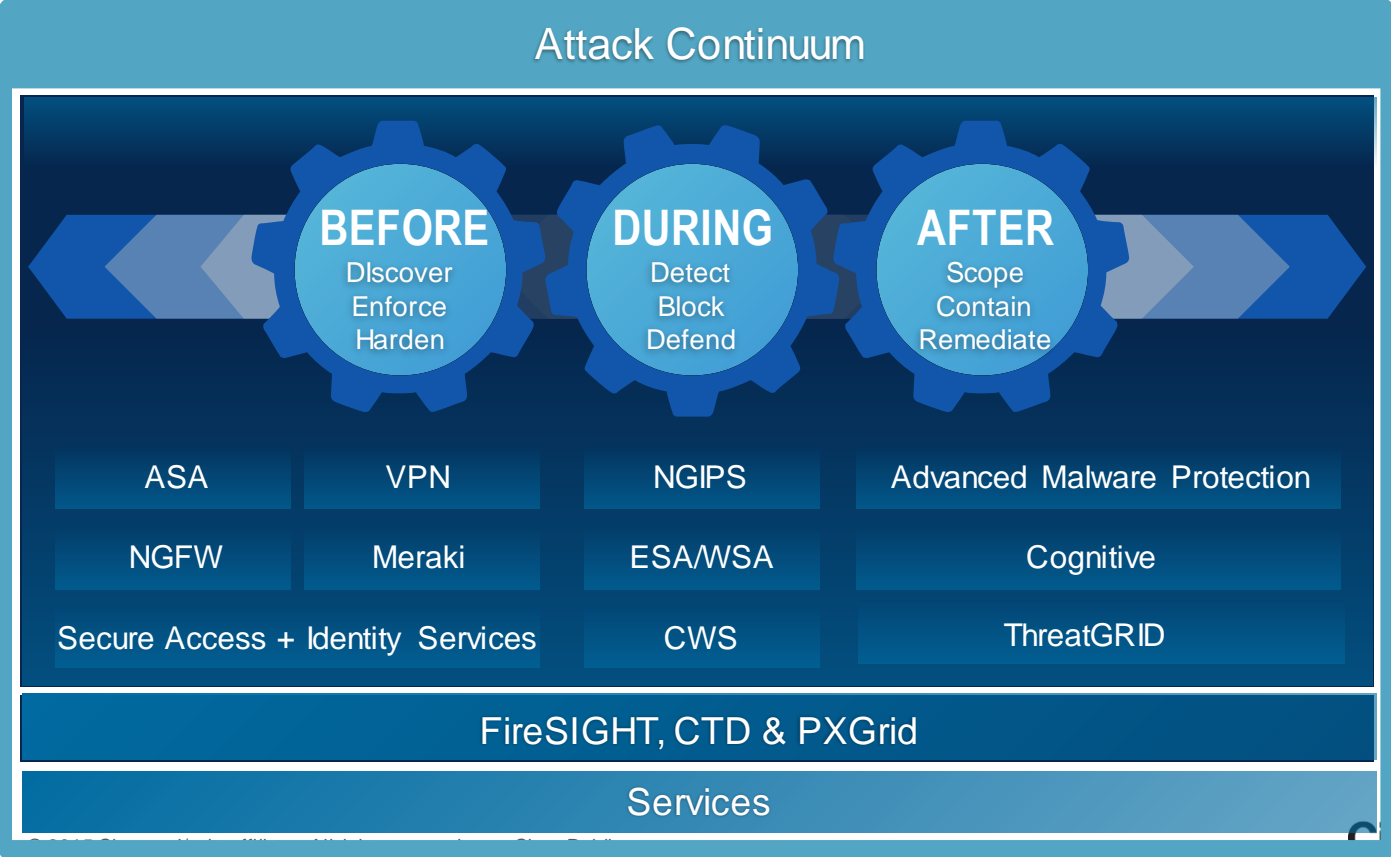 Attack Continuum
BEFORE
DIscover
Enforce
Harden
DURING
Detect
Block
Defend
AFTER
Scope
Contain
Remediate
ASA
VPN
NGIPS
Advanced Malware Protection
NGFW
Meraki
ESA/WSA
Cognitive
Secure Access + Identity Services
CWS
ThreatGRID
FireSIGHT, CTD & PXGrid
Services